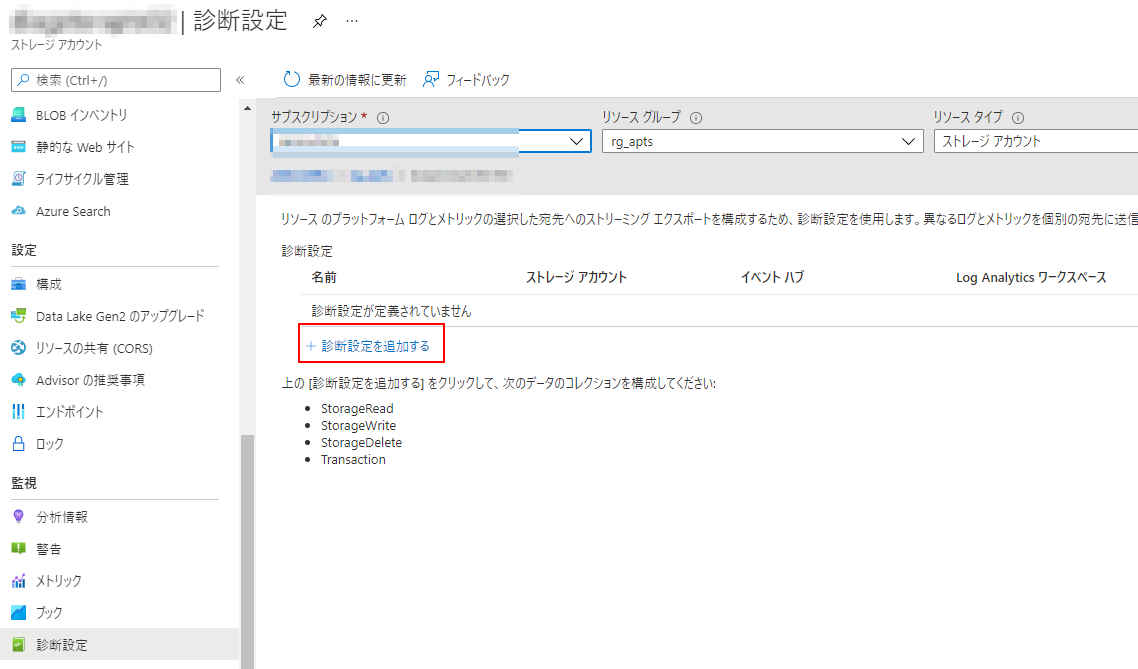 | 診断設定
ストレージ アカウント
検索 (Ctrl+/)
最新の情報に更新
フィードバック
BLOB インベントリ
静的な Web サイト
ライフサイクル管理
Azure Search
設定
構成
Data Lake Gen2 のアップグレード
リソースの共有 (CORS)
Advisor の推奨事項
エンドポイント
ロック
監視
分析情報
警告
メトリック
ブック
診断設定
サブスクリプション *
リソース グループ
リソース タイプ
rg_apts
ストレージ アカウント
リソース のプラットフォーム ログとメトリックの選択した宛先へのストリーミング エクスポートを構成するため、診断設定を使用します。異なるログとメトリックを個別の宛先に送信
診断設定
名前
ストレージ アカウント
イベント ハブ
Log Analytics ワークスペース
診断設定が定義されていません
+ 診断設定を追加する
上の [診断設定を追加する] をクリックして、次のデータのコレクションを構成してください:
• StorageRead
• StorageWrite
• StorageDelete
• Transaction